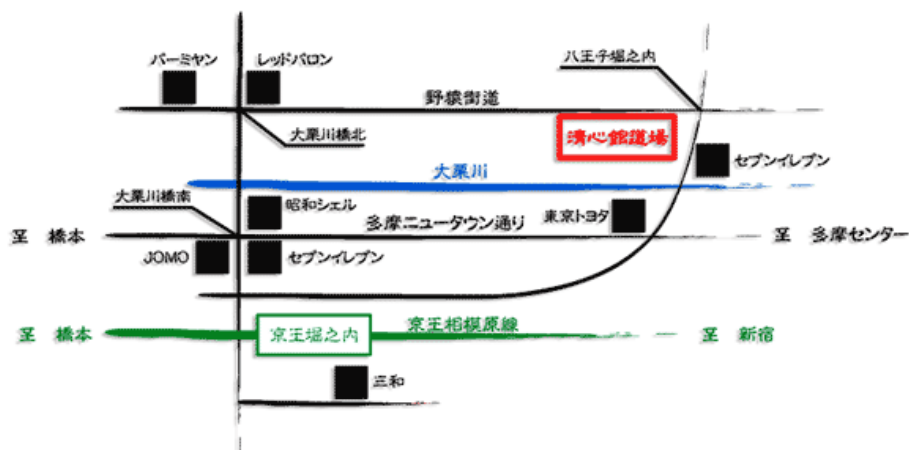 バーミヤン
レッドバロン
八王子堀之内
野猿街道
大栗川橋北
清心館道場
セブンイレブン
大栗川
大栗川橋南
昭和シェル
多摩ニュータウン通り
東京トヨタ
至 橋本
至 多摩センター
JOMO
セブンイレブン
京王相模原線
至 橋本
京王堀之内
至 新宿
三和